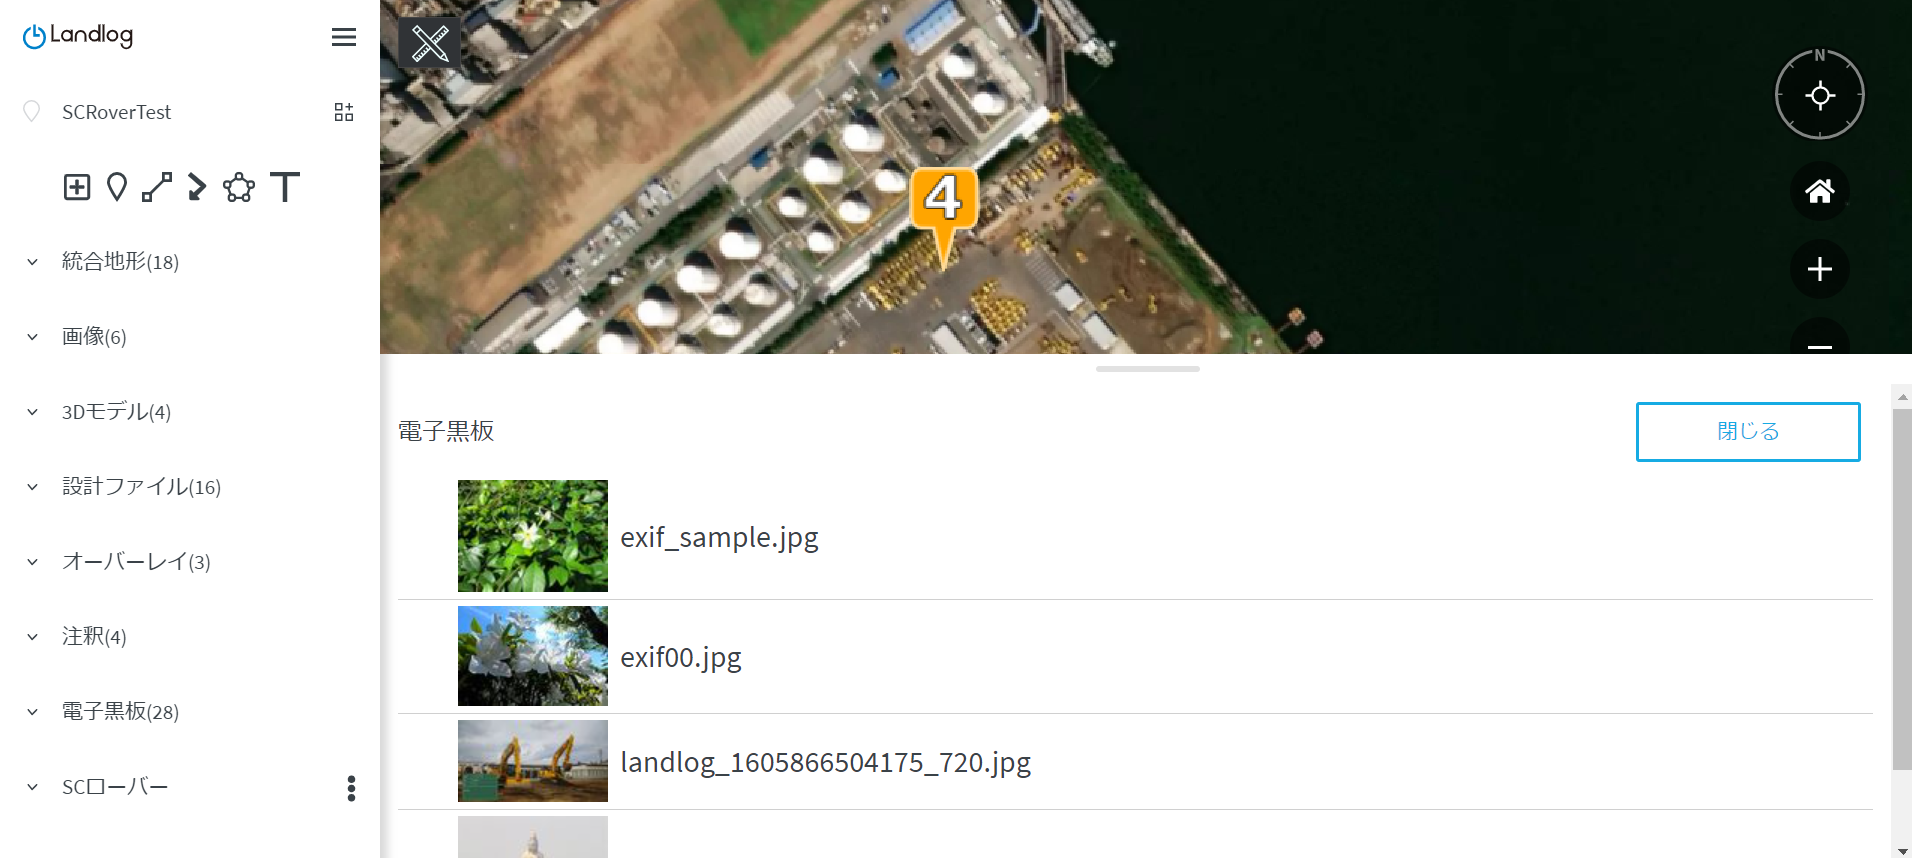 Landlog
SCRoverTest
統合地形(18)
画像(6)
3Dモデル(4)
設計ファイル(16)
オーバーレイ(3)
注釈(4)
電子黒板(28)
SCローバー
4
N
電子黒板
閉じる
exif_sample.jpg
exif00.jpg
landlog_1605866504175_720.jpg